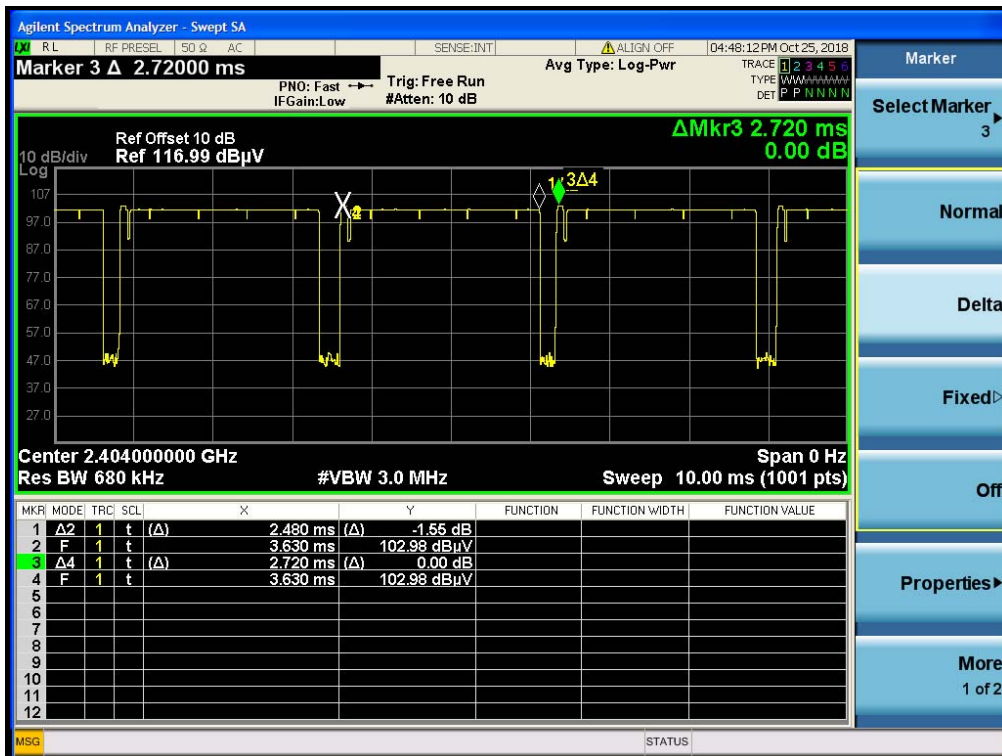 Agilent Spectrum Analyzer - Swept SA
LXI RL RF PRESEL 50 Ω AC SENSE:INT ALIGN OFF 04:48:12 PM Oct 25, 2018
Marker 3 Δ 2.72000 ms
PNO: Fast
IFGain:Low
Trig: Free Run
#Atten: 10 dB
Avg Type: Log-Pwr
TRACE 1 2 3 4 5 6
TYPE WWWWWW
DET P P N N N N
ΔMkr3 2.720 ms
0.00 dB
Ref Offset 10 dB
10 dB/div Ref 116.99 dBµV
Log
107
97.0
87.0
77.0
67.0
57.0
47.0
37.0
27.0
3Δ4
Center 2.404000000 GHz Span 0 Hz
Res BW 680 kHz #VBW 3.0 MHz Sweep 10.00 ms (1001 pts)
MKR MODE TRC SCL X Y FUNCTION FUNCTION WIDTH FUNCTION VALUE
1 Δ2 1 t (Δ) 2.480 ms (Δ) -1.55 dB
2 F 1 t 3.630 ms 102.98 dBµV
3 Δ4 1 t (Δ) 2.720 ms (Δ) 0.00 dB
4 F 1 t 3.630 ms 102.98 dBµV
5
6
7
8
9
10
11
12
MSG STATUS
Marker
Select Marker
3
Normal
Delta
Fixed
Off
Properties
More
1 of 2